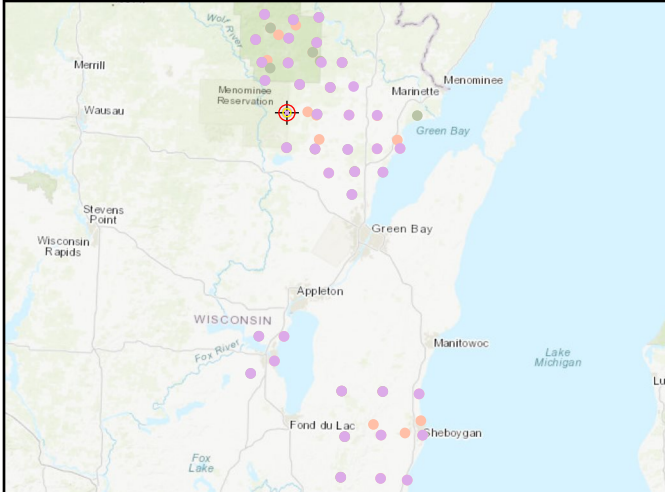 Wolf
River
Merrill
Menominee
Reservation
Menominee
Marinette
Wausau
Green Bay
Stevens
Point
Wisconsin
Rapids
Green Bay
Appleton
WISCONSIN
Fox River
Manitowoc
Lake
Michigan
Lu
Fond du Lac
Sheboygan
Fox
Lake